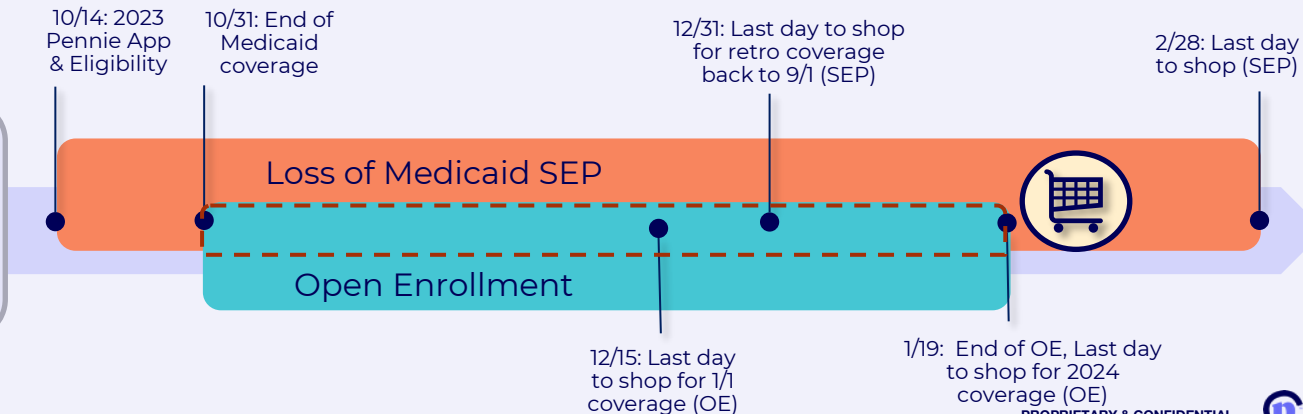 10/14: 2023
Pennie App
& Eligibility
10/31: End of
Medicaid
coverage
12/31: Last day to shop
for retro coverage
back to 9/1 (SEP)
2/28: Last day
to shop (SEP)
Loss of Medicaid SEP
Open Enrollment
12/15: Last day
to shop for 1/1
coverage (OE)
1/19: End of OE, Last day
to shop for 2024
coverage (OE)
PROPRIETARY & CONFIDENTIAL